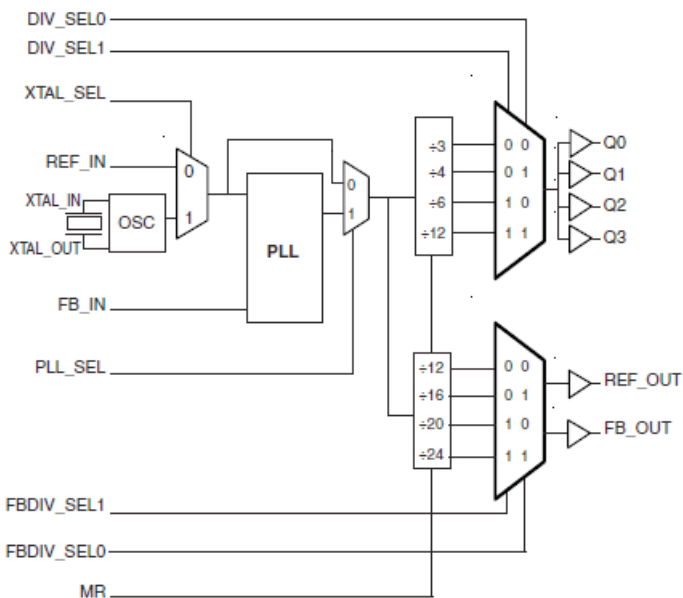 DIV_SEL0
DIV_SEL1
XTAL_SEL
REF_IN
XTAL_IN
XTAL_OUT
OSC
0
1
FB_IN
PLL
PLL_SEL
0
1
÷3
÷4
÷6
÷12
0 0
0 1
1 0
1 1
Q0
Q1
Q2
Q3
÷12
÷16
÷20
÷24
0 0
0 1
1 0
1 1
REF_OUT
FB_OUT
FBDIV_SEL1
FBDIV_SEL0
MR